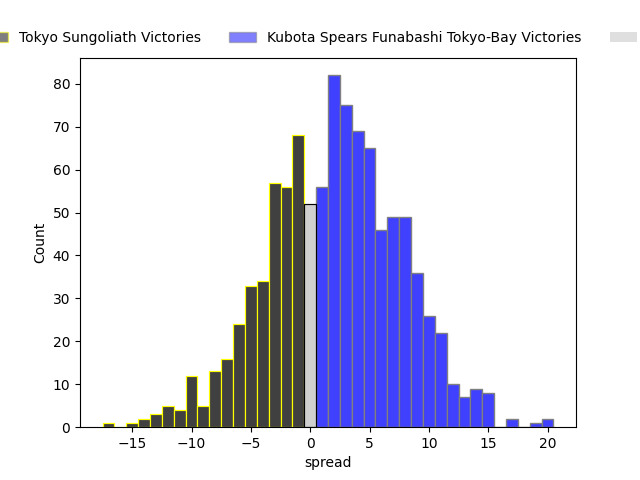 Tokyo Sungoliath Victories Kubota Spears Funabashi Tokyo-Bay Victories
80
70
60
50
40
30
20
10
0
Count
−15 −10 −5 0 5 10 15 20
spread